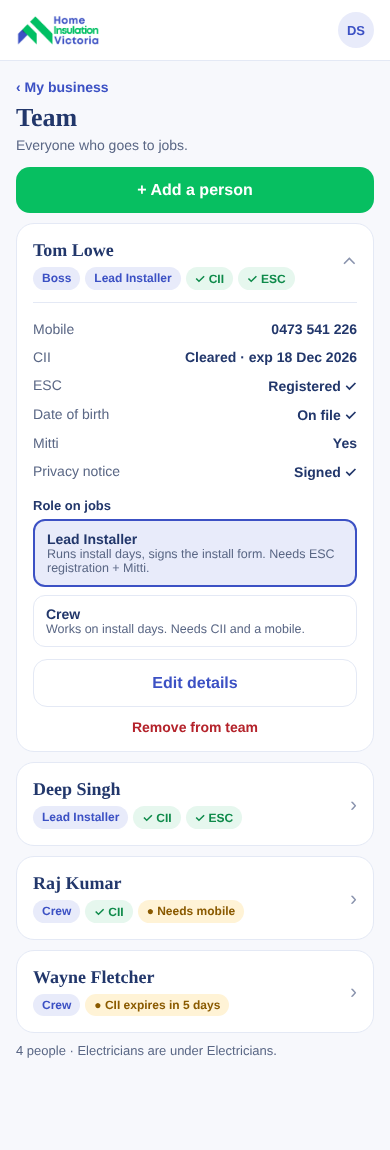 Home
Insulation
Victoria
DS
‹ My business
Team
Everyone who goes to jobs.
+ Add a person
Tom Lowe
Boss Lead Installer ✓ CII ✓ ESC
Mobile 0473 541 226
CII Cleared · exp 18 Dec 2026
ESC Registered ✓
Date of birth On file ✓
Mitti Yes
Privacy notice Signed ✓
Role on jobs
Lead Installer
Runs install days, signs the install form. Needs ESC
registration + Mitti.
Crew
Works on install days. Needs CII and a mobile.
Edit details
Remove from team
Deep Singh
Lead Installer ✓ CII ✓ ESC
Raj Kumar
Crew ✓ CII ● Needs mobile
Wayne Fletcher
Crew ● CII expires in 5 days
4 people · Electricians are under Electricians.